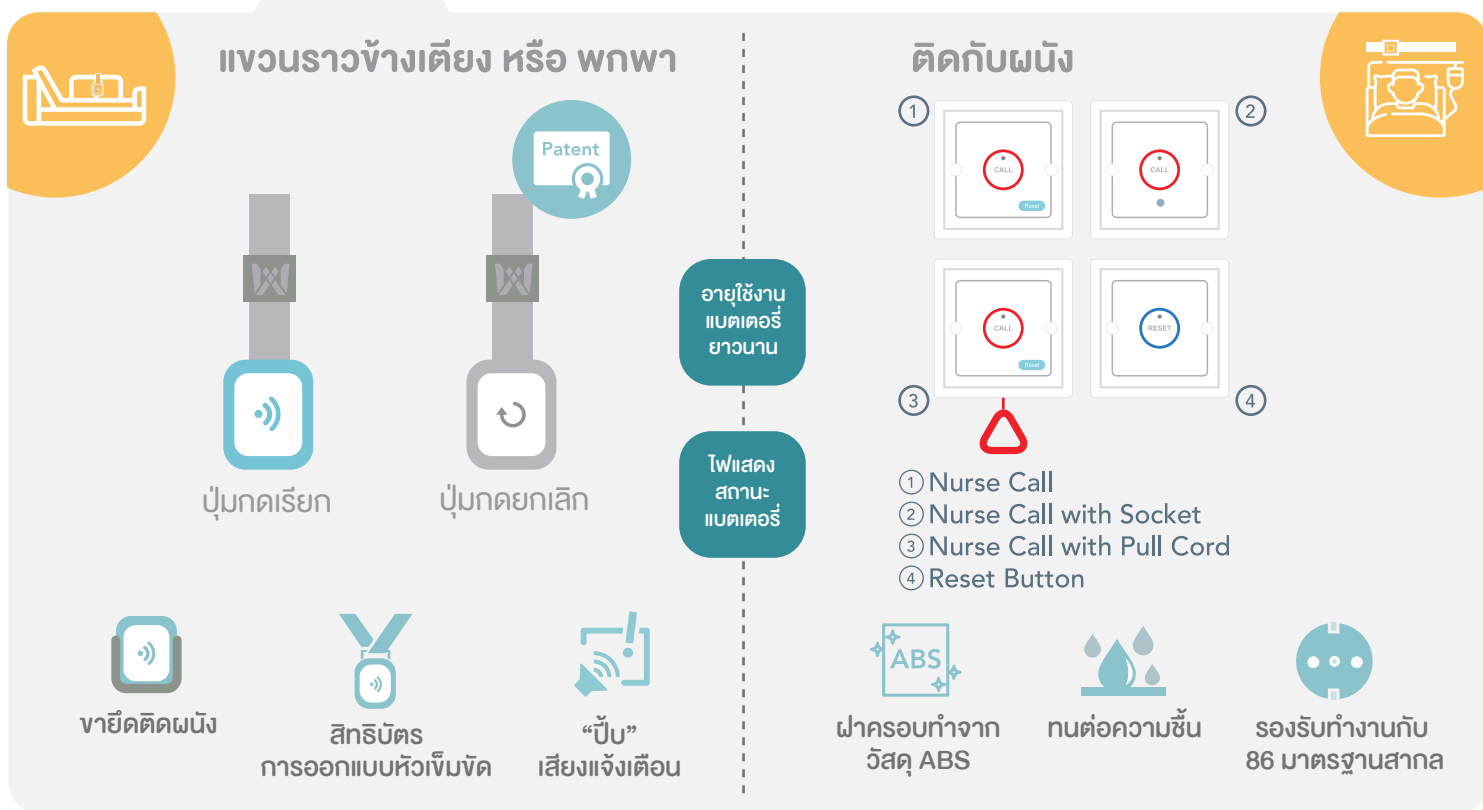 แขวนราวข้างเตียง หรือ พกพา
Patent
ปุ่มกดเรียก
ปุ่มกดยกเลิก
ขายึดติดผนัง
สิทธิบัตร
การออกแบบหัวเข็มขัด
“ปี้บ”
เสียงแจ้งเตือน
อายุใช้งาน
แบตเตอรี่
ยาวนาน
ไฟแสดง
สถานะ
แบตเตอรี่
ติดกับผนัง
1
CALL
Reset
2
CALL
3
CALL
Reset
4
RESET
1 Nurse Call
2 Nurse Call with Socket
3 Nurse Call with Pull Cord
4 Reset Button
ABS
ฝาครอบทำจาก
วัสดุ ABS
ทนต่อความชื้น
รองรับทำงานกับ
86 มาตรฐานสากล